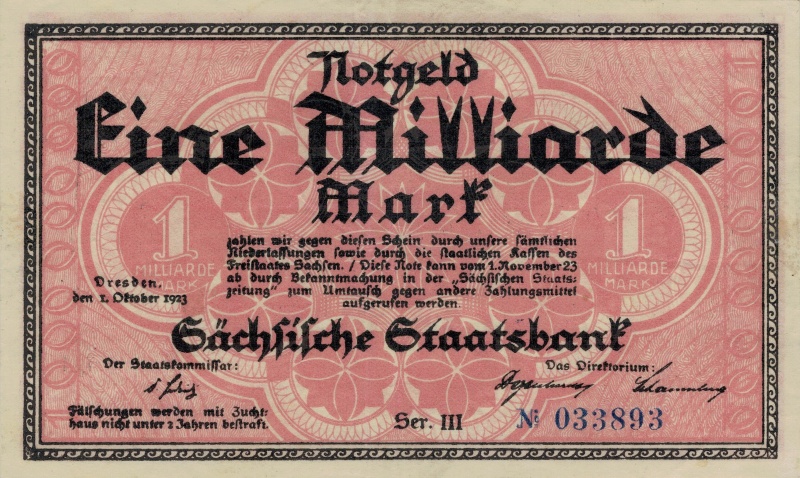 Notgeld
Eine Milliarde
Mark
1
MILLIARDE
MARK
1
MILLIARDE
MARK
zahlen wir gegen diesen Schein durch unsere sämtlichen
Niederlassungen sowie durch die staatlichen Kassen des
Freistaates Sachsen. / Diese Note kann vom 1. November 23
ab durch Bekanntmachung in der „Sächsischen Staats=
zeitung" zum Umtausch gegen andere Zahlungsmittel
aufgerufen werden.
Dresden,
den 1. Oktober 1923
Sächsische Staatsbank
Der Staatskommissar:
Das Direktorium:
Fälschungen werden mit Zucht=
haus nicht unter 2 Jahren bestraft.
Ser. III
№ 033893